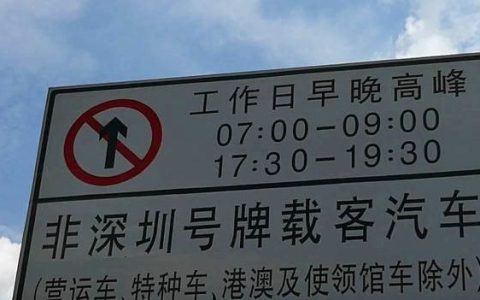 工作日早晚高峰
07:00-09:00
17:30-19:30
非深圳号牌载客汽车
(营运车、特种车、港澳及使领馆车除外)